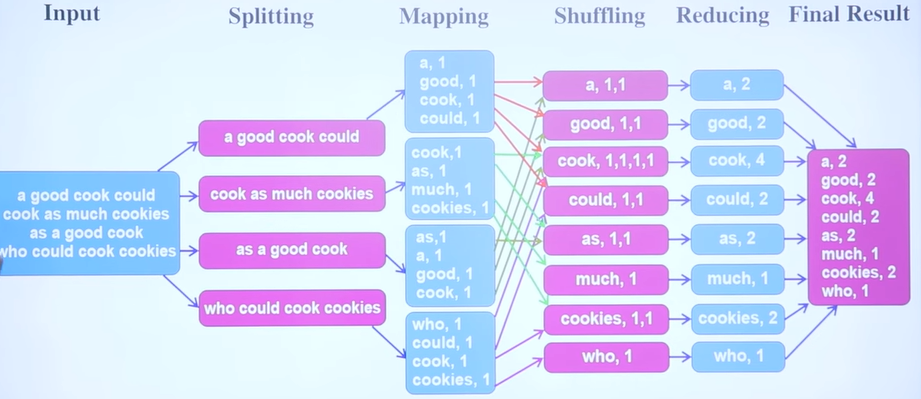 Input
Splitting
Mapping
Shuffling
Reducing
Final Result
a good cook could
cook as much cookies
as a good cook
who could cook cookies
a good cook could
cook as much cookies
as a good cook
who could cook cookies
a, 1
good, 1
cook, 1
could, 1
cook,1
as, 1
much, 1
cookies, 1
as,1
a, 1
good, 1
cook, 1
who, 1
could, 1
cook, 1
cookies, 1
a, 1,1
good, 1,1
cook, 1,1,1,1
could, 1,1
as, 1,1
much, 1
cookies, 1,1
who, 1
a, 2
good, 2
cook, 4
could, 2
as, 2
much, 1
cookies, 2
who, 1
a, 2
good, 2
cook, 4
could, 2
as, 2
much, 1
cookies, 2
who, 1